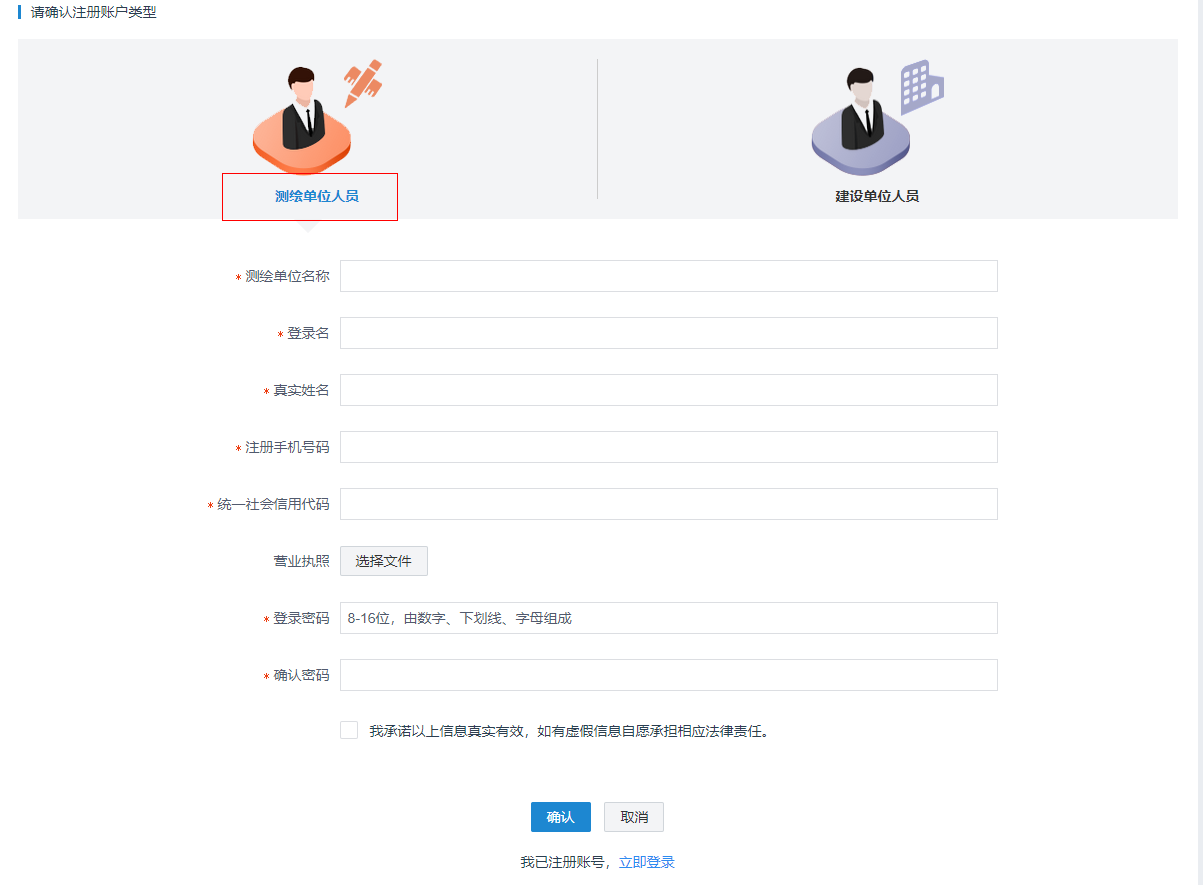 请确认注册账户类型
测绘单位人员
建设单位人员
* 测绘单位名称
* 登录名
* 真实姓名
* 注册手机号码
* 统一社会信用代码
营业执照 选择文件
* 登录密码 8-16位，由数字、下划线、字母组成
* 确认密码
我承诺以上信息真实有效，如有虚假信息自愿承担相应法律责任。
确认 取消
我已注册账号，立即登录